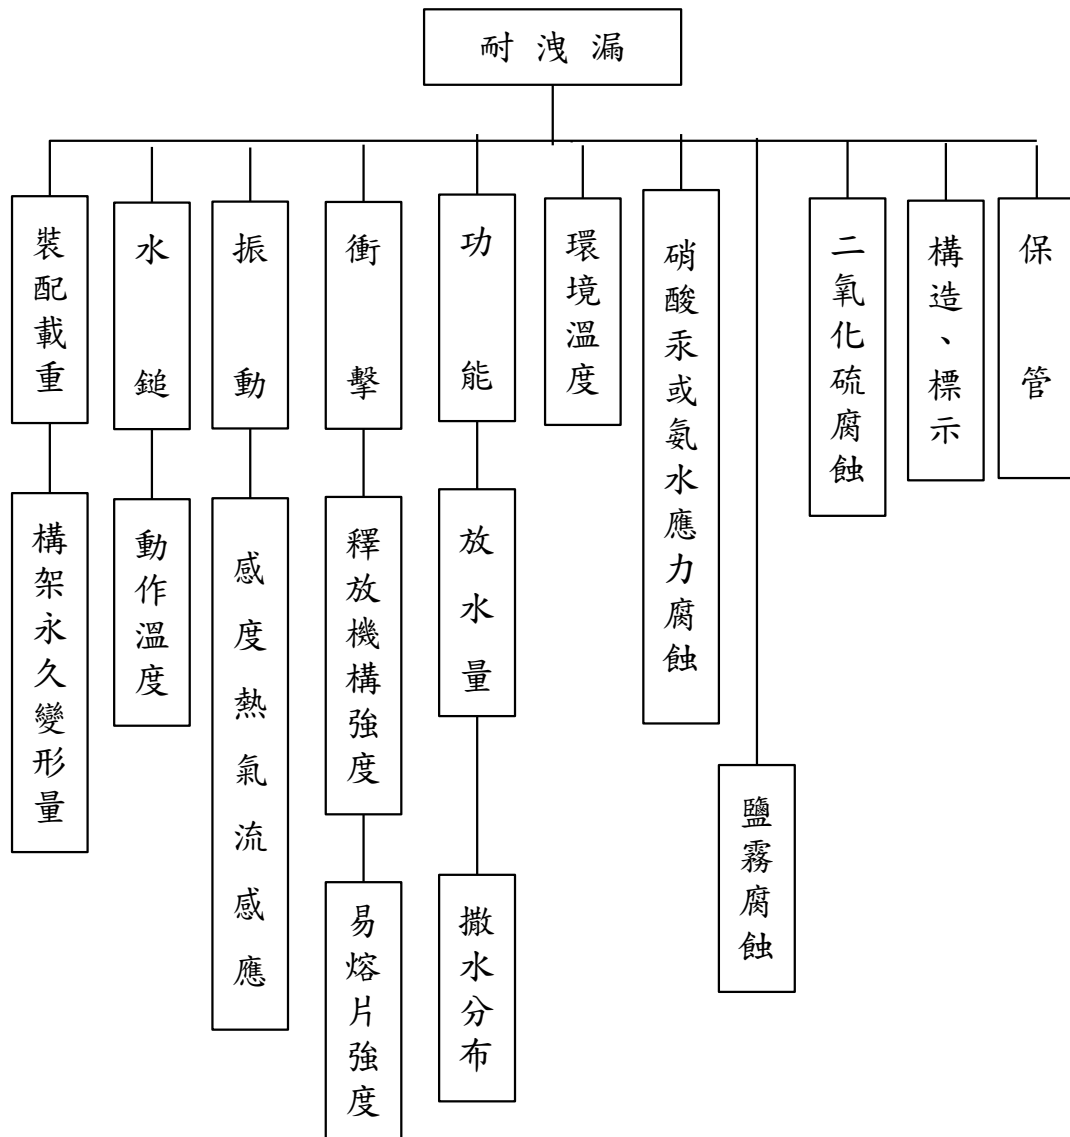 耐洩漏
裝配載重
水鎚
振動
衝擊
功能
環境溫度
硝酸汞或氨水應力腐蝕
二氧化硫腐蝕
構造、標示
保管
構架永久變形量
動作溫度
感度熱氣流感應
釋放機構強度
放水量
鹽霧腐蝕
易熔片強度
撒水分布